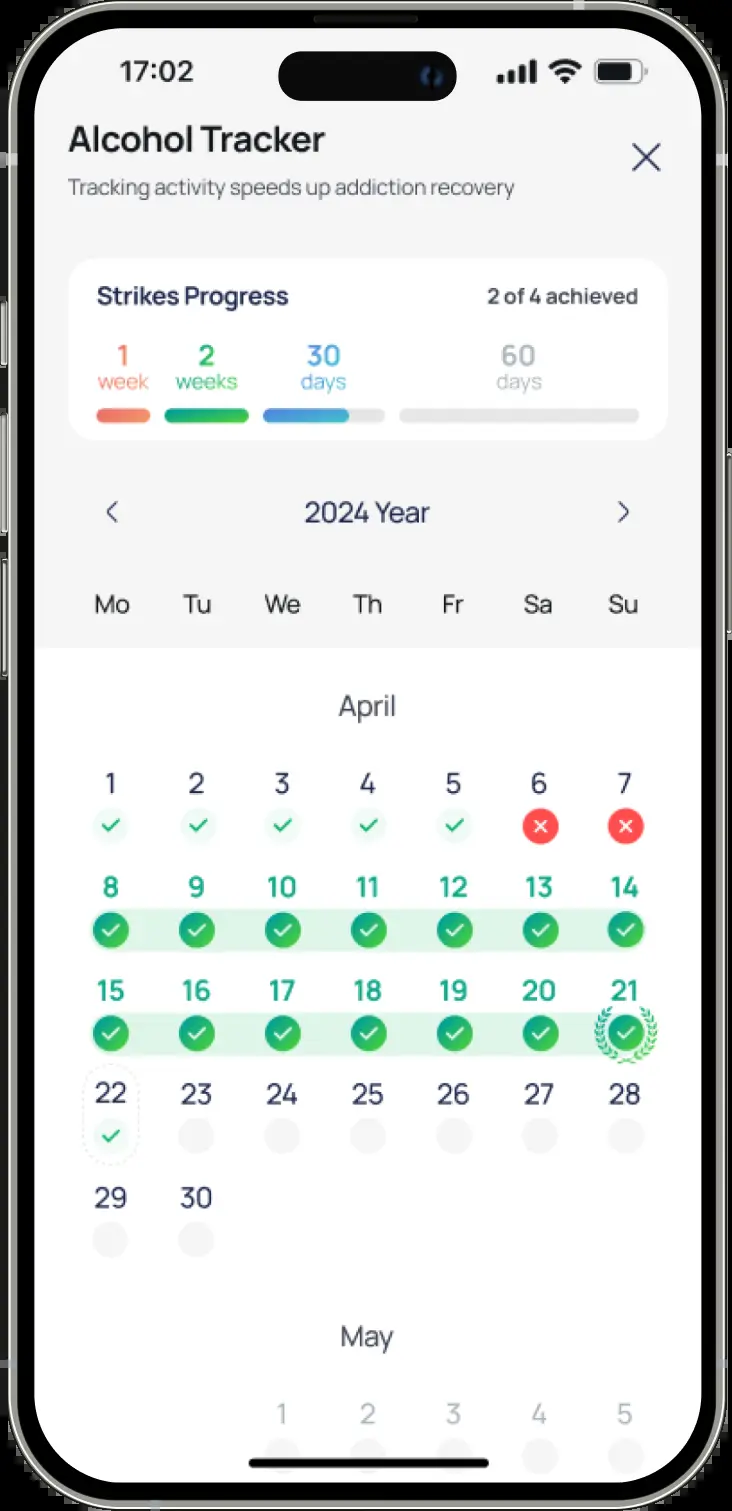 17:02
Alcohol Tracker
Tracking activity speeds up addiction recovery
Strikes Progress 2 of 4 achieved
1 2 30 60
week weeks days days
2024 Year
Mo Tu We Th Fr Sa Su
April
1 2 3 4 5 6 7
8 9 10 11 12 13 14
15 16 17 18 19 20 21
22 23 24 25 26 27 28
29 30
May
1 2 3 4 5